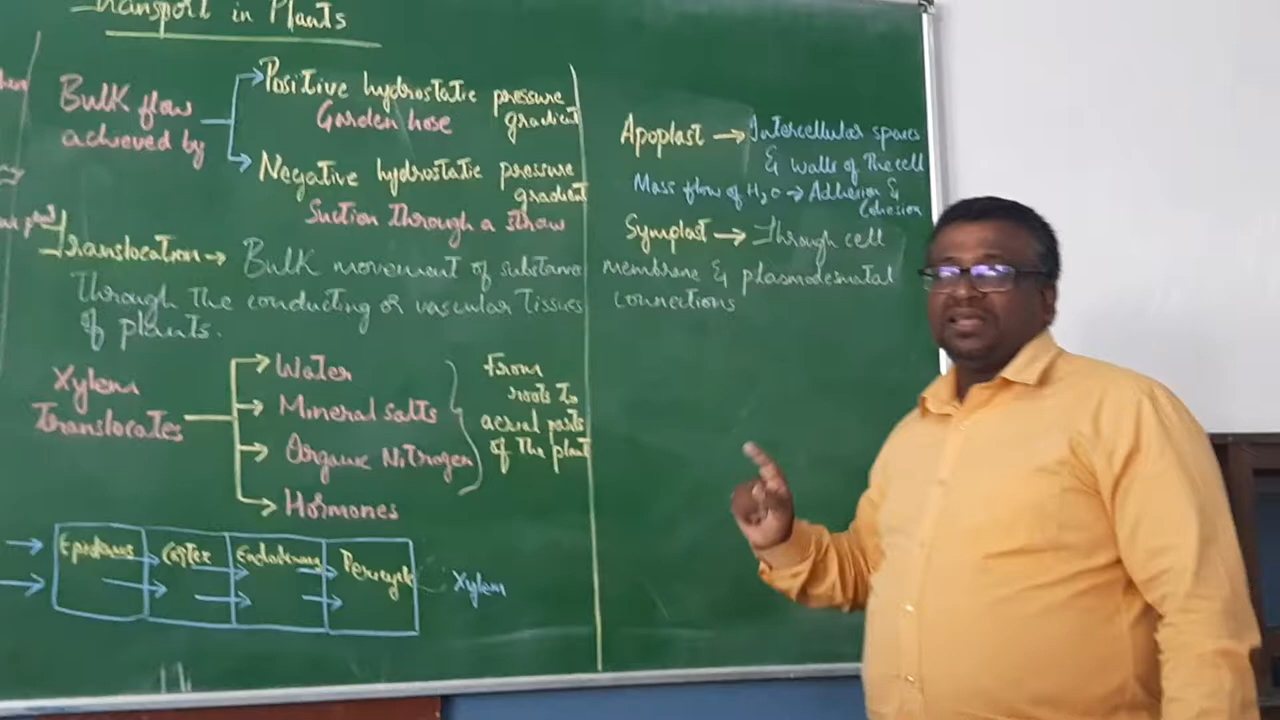 Transport in Plants
Bulk flow
achieved by
Positive hydrostatic pressure
gradient
Garden hose
Negative hydrostatic pressure
gradient
Suction Through a straw
Translocation → Bulk movement of substance
Through the conducting or vascular tissues
of plants.
Xylem
Translocates
Water
Mineral salts
Organic Nitrogen
Hormones
From
roots to
aerial parts
of the plant
Epidermis
Cortex
Endodermis
Pericycle
Xylem
Apoplast → Intercellular spaces
& walls of the cell
Mass flow of H2O → Adhesion &
Cohesion
Symplast → Through cell
membrane & plasmodesmatal
connections